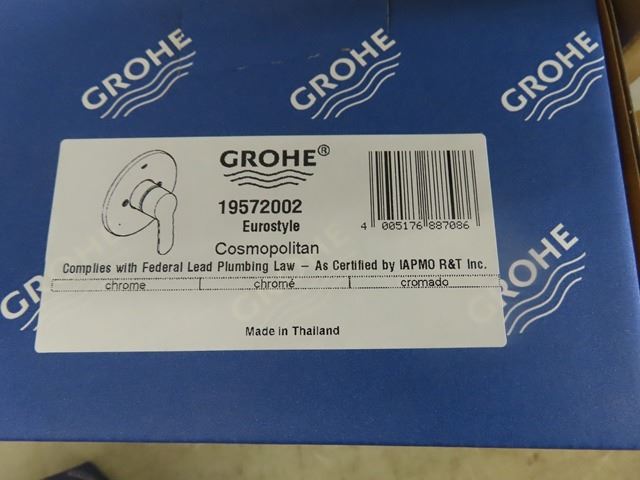 GROHE GROHE GROHE
GROHE®
19572002
Eurostyle
Cosmopolitan
4 005176 887086
Complies with Federal Lead Plumbing Law – As Certified by IAPMO R&T Inc.
chrome chromé cromado
Made in Thailand
GROHE